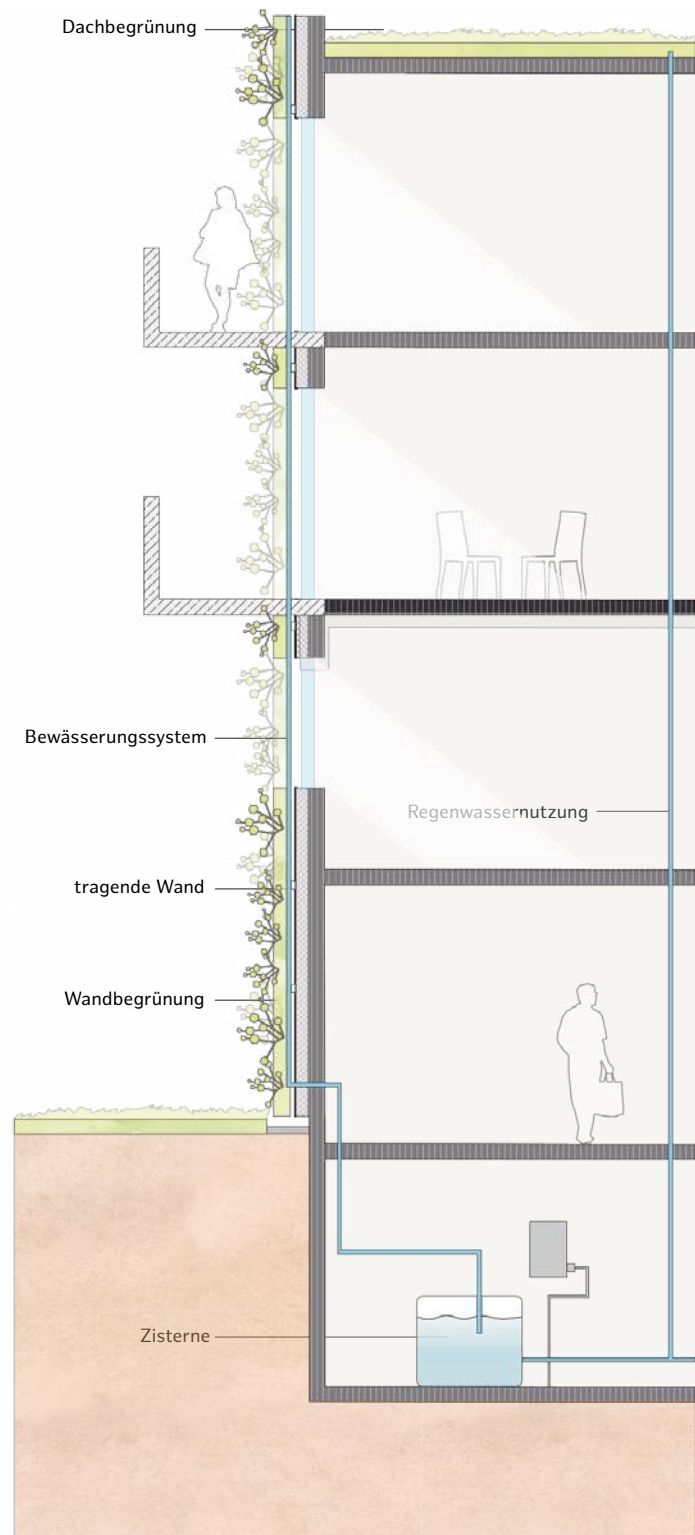 Dachbegrünung
Bewässerungssystem
Regenwassernutzung
tragende Wand
Wandbegrünung
Zisterne